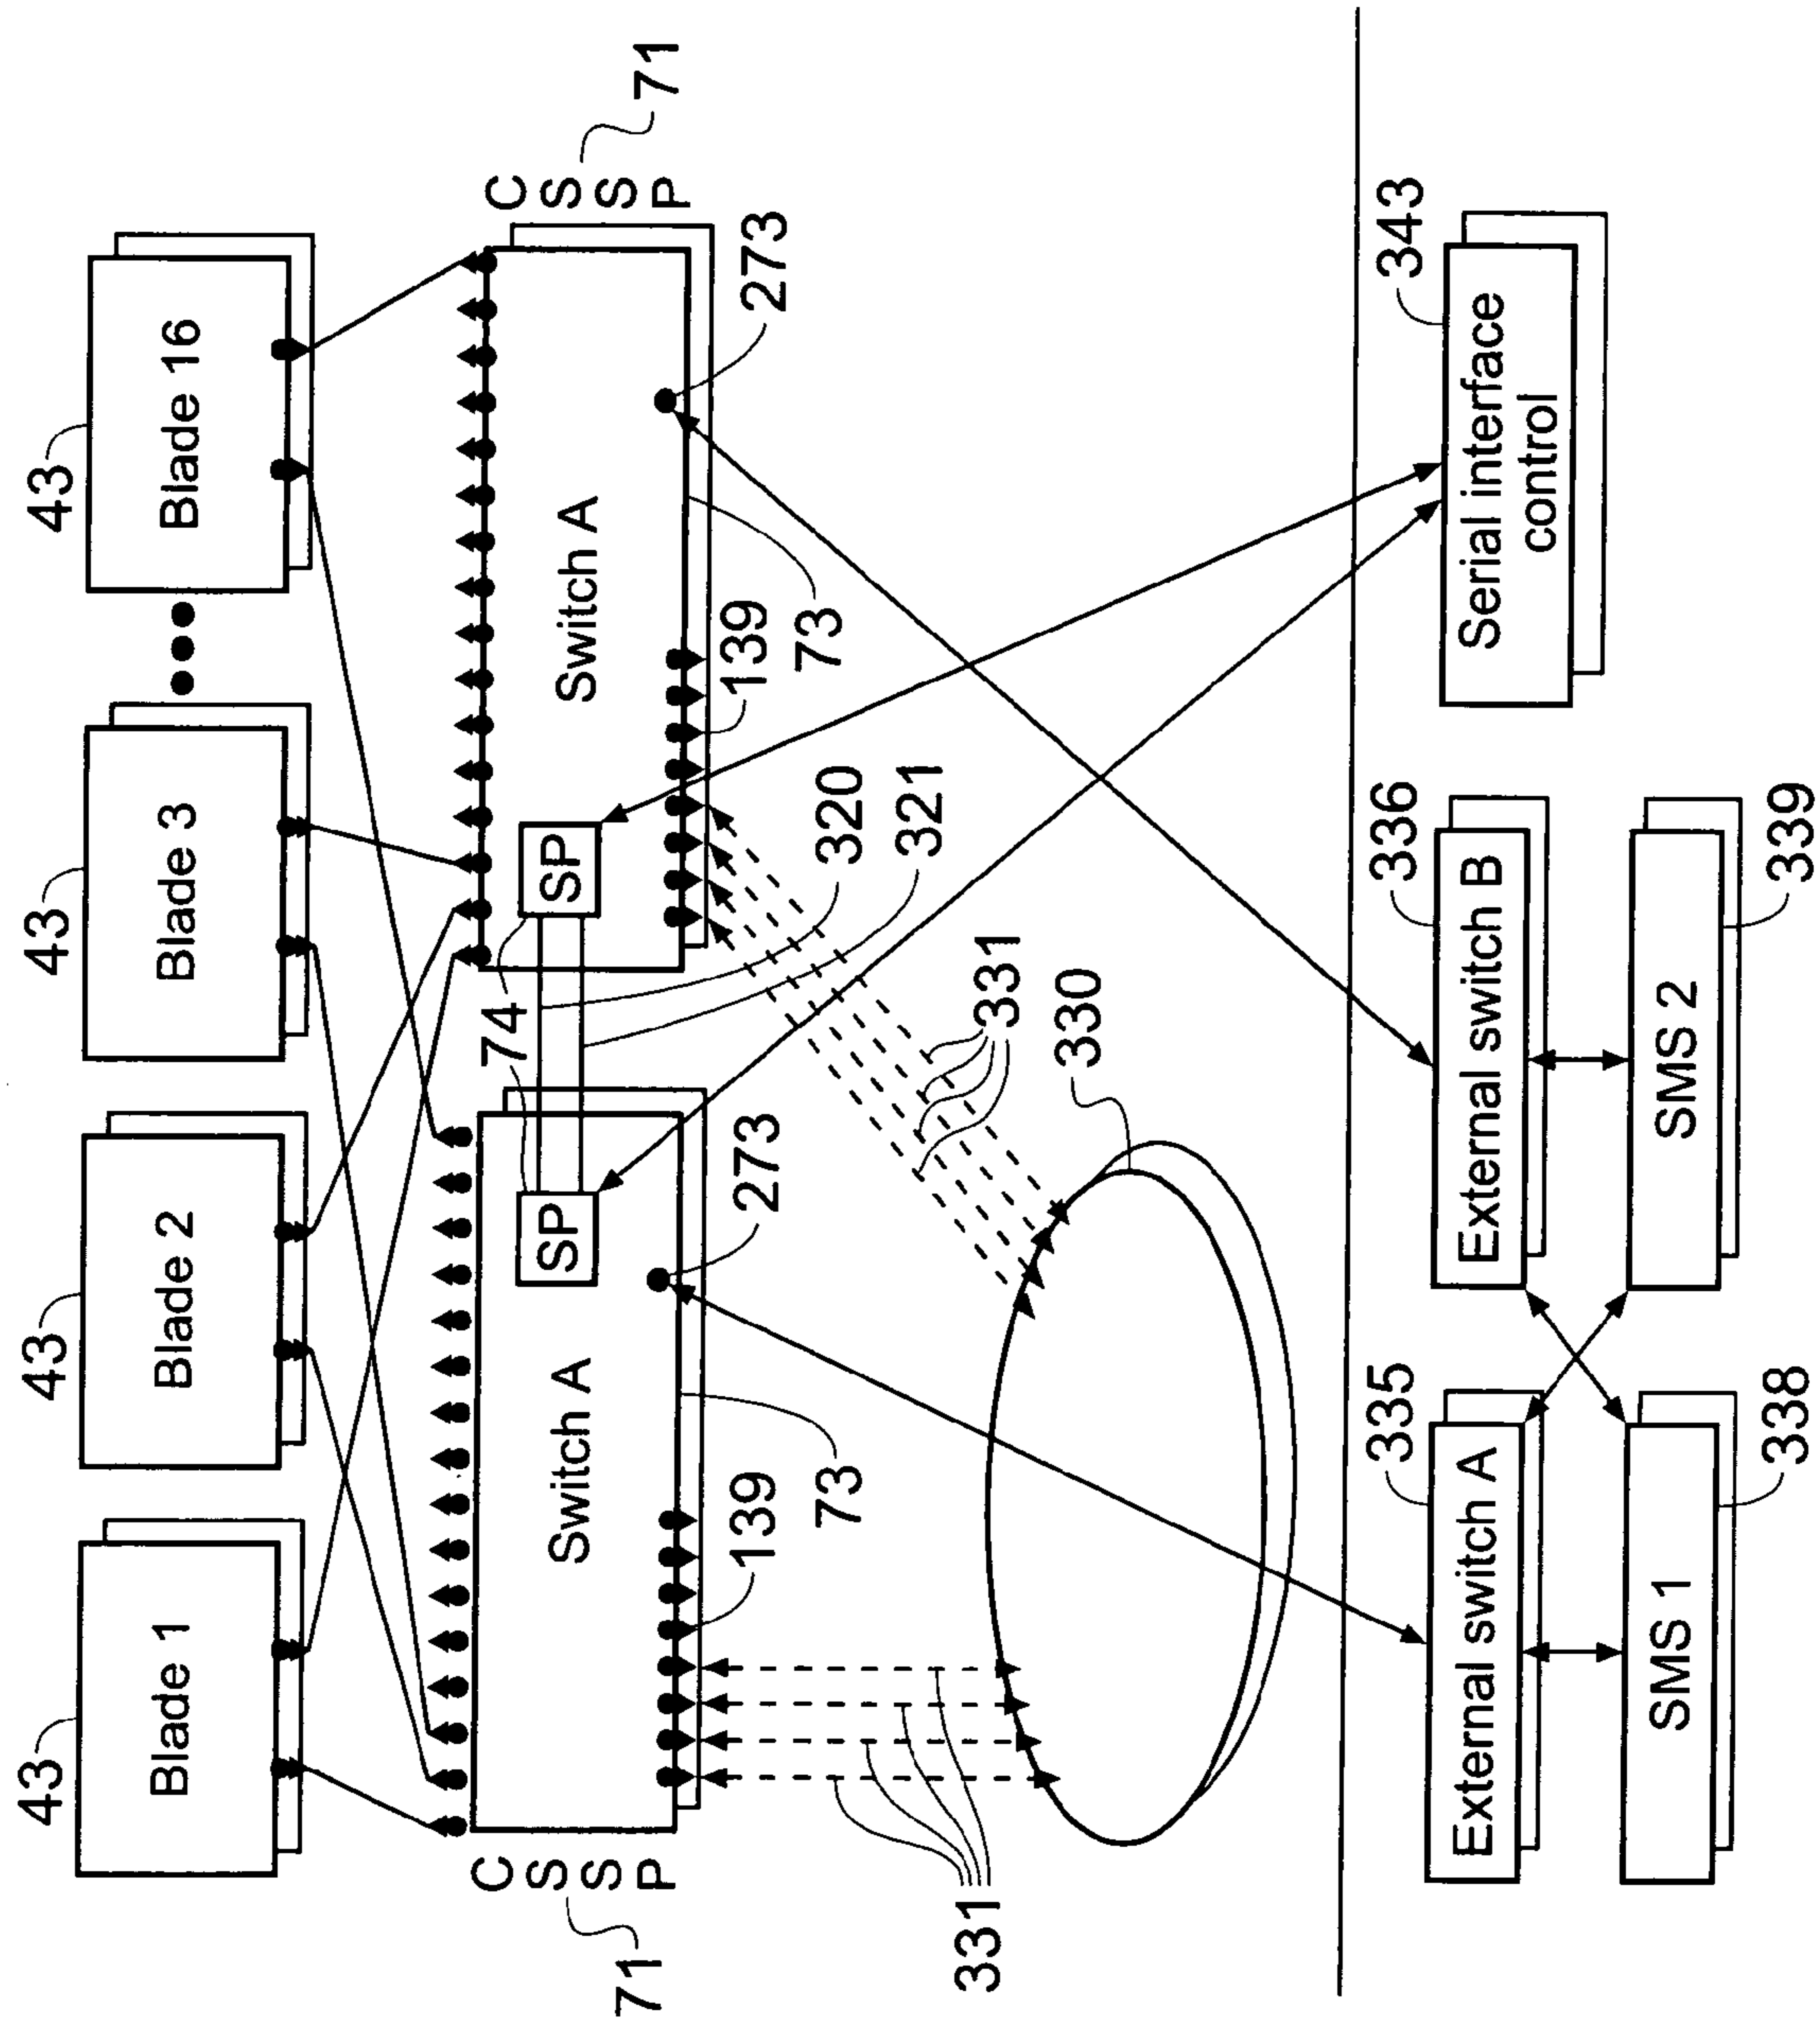 43
43
43
43
Blade 1
Blade 2
Blade 3
Blade 16
71
C
S
S
P
Switch A
SP
74
SP
Switch A
C
S
S
P
71
139
73
273
320
321
139
73
273
331
331
330
335
336
343
External switch A
External switch B
Serial interface
control
SMS 1
SMS 2
338
339